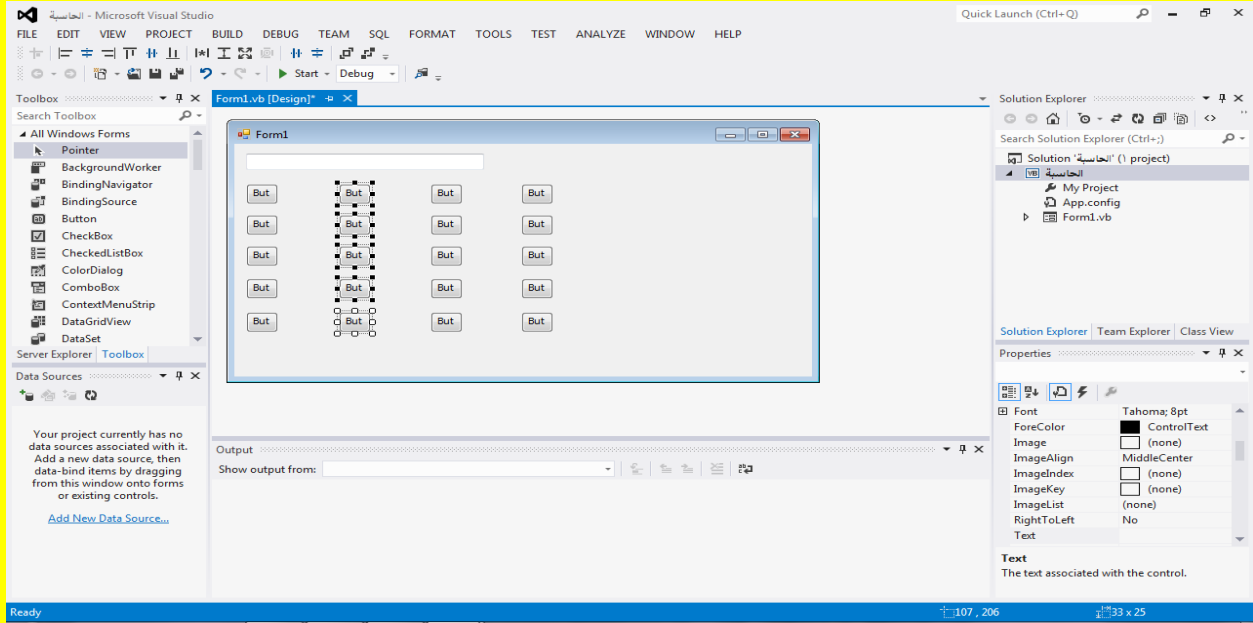 الحاسبة - Microsoft Visual Studio
Quick Launch (Ctrl+Q)
FILE EDIT VIEW PROJECT BUILD DEBUG TEAM SQL FORMAT TOOLS TEST ANALYZE WINDOW HELP
Start Debug
Toolbox
Search Toolbox
All Windows Forms
Pointer
BackgroundWorker
BindingNavigator
BindingSource
Button
CheckBox
CheckedListBox
ColorDialog
ComboBox
ContextMenuStrip
DataGridView
DataSet
Server Explorer Toolbox
Data Sources
Your project currently has no
data sources associated with it.
Add a new data source, then
data-bind items by dragging
from this window onto forms
or existing controls.
Add New Data Source...
Form1.vb [Design]*
Form1
But But But But
But But But But
But But But But
But But But But
But But But But
Output
Show output from:
Solution Explorer
Search Solution Explorer (Ctrl+;)
Solution 'الحاسبة' (١ project)
VB الحاسبة
My Project
App.config
Form1.vb
Solution Explorer Team Explorer Class View
Properties
Font Tahoma; 8pt
ForeColor ControlText
Image (none)
ImageAlign MiddleCenter
ImageIndex (none)
ImageKey (none)
ImageList (none)
RightToLeft No
Text
Text
The text associated with the control.
Ready
107 , 206
33 x 25